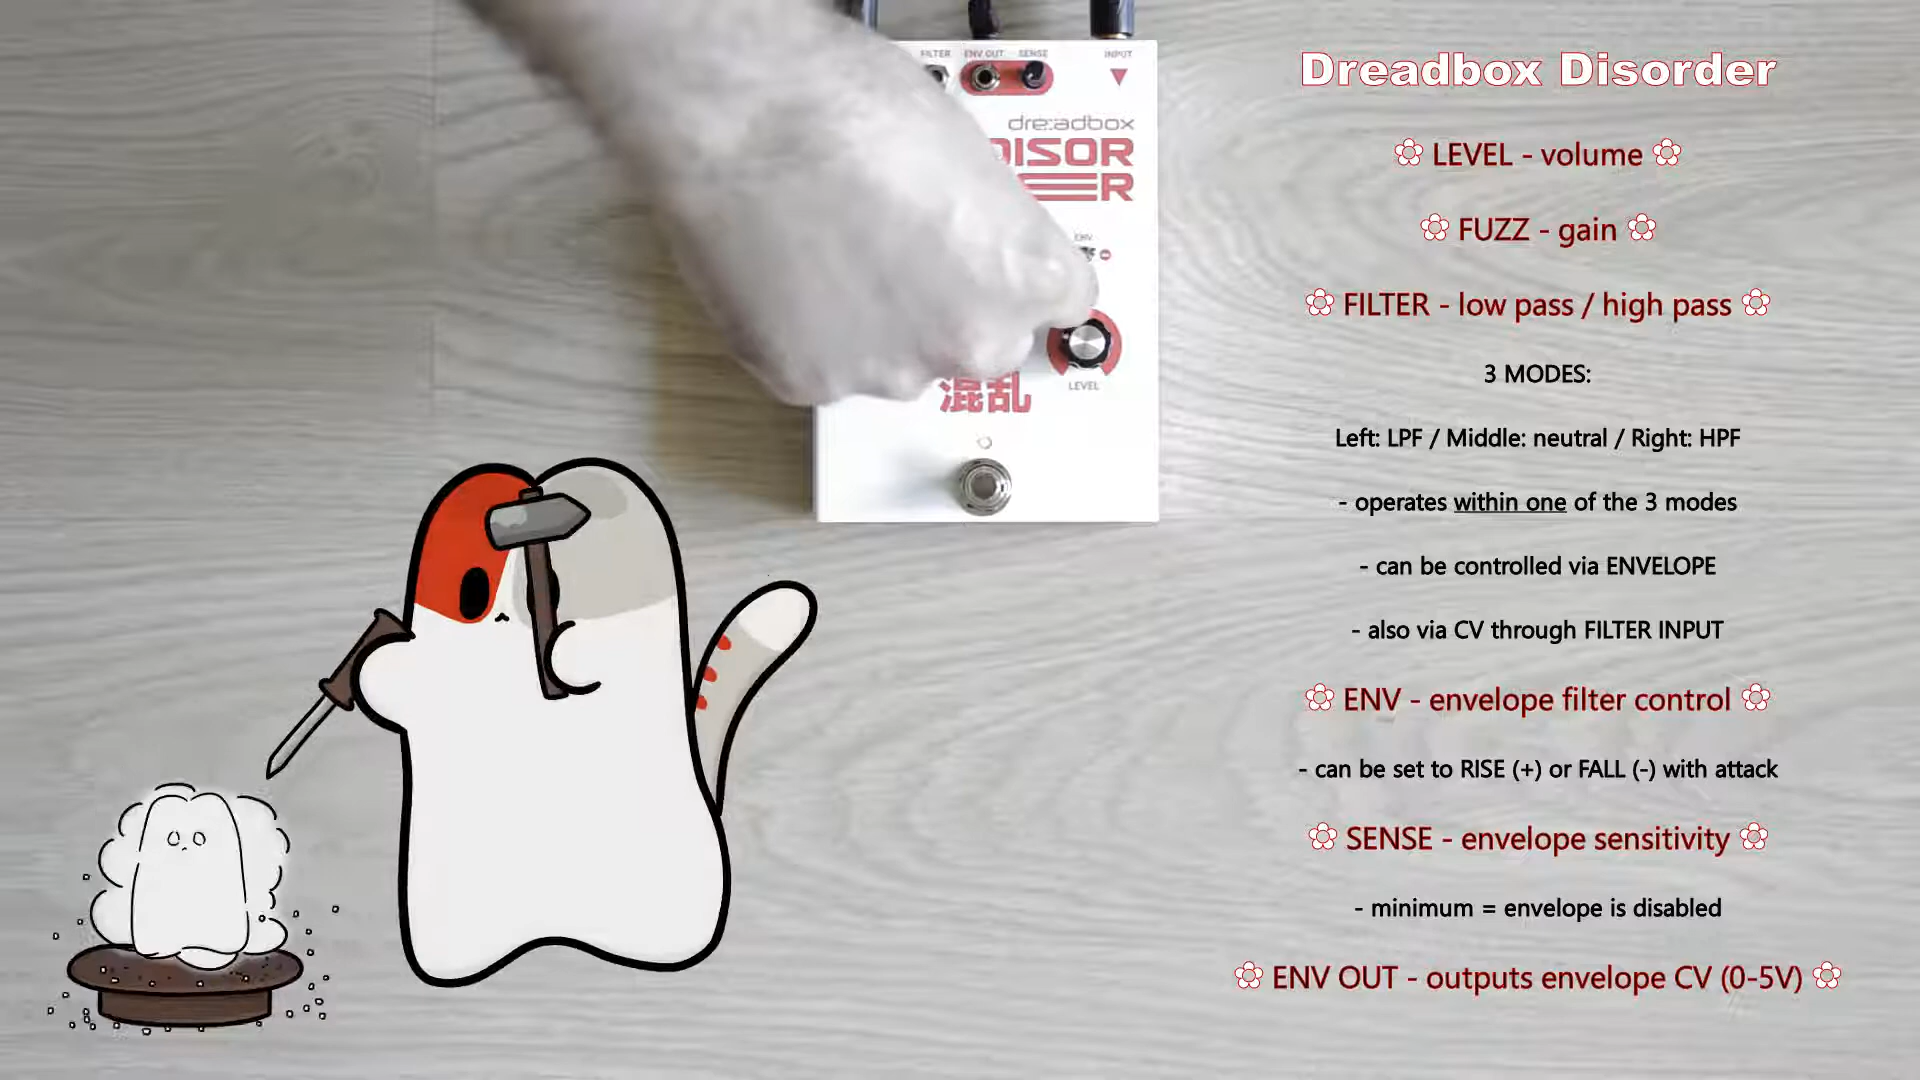 FILTER ENV OUT SENSE INPUT
dreadbox
DISOR
ER
ENV
LEVEL
混乱
Dreadbox Disorder
LEVEL - volume
FUZZ - gain
FILTER - low pass / high pass
3 MODES:
Left: LPF / Middle: neutral / Right: HPF
- operates within one of the 3 modes
- can be controlled via ENVELOPE
- also via CV through FILTER INPUT
ENV - envelope filter control
- can be set to RISE (+) or FALL (-) with attack
SENSE - envelope sensitivity
- minimum = envelope is disabled
ENV OUT - outputs envelope CV (0-5V)